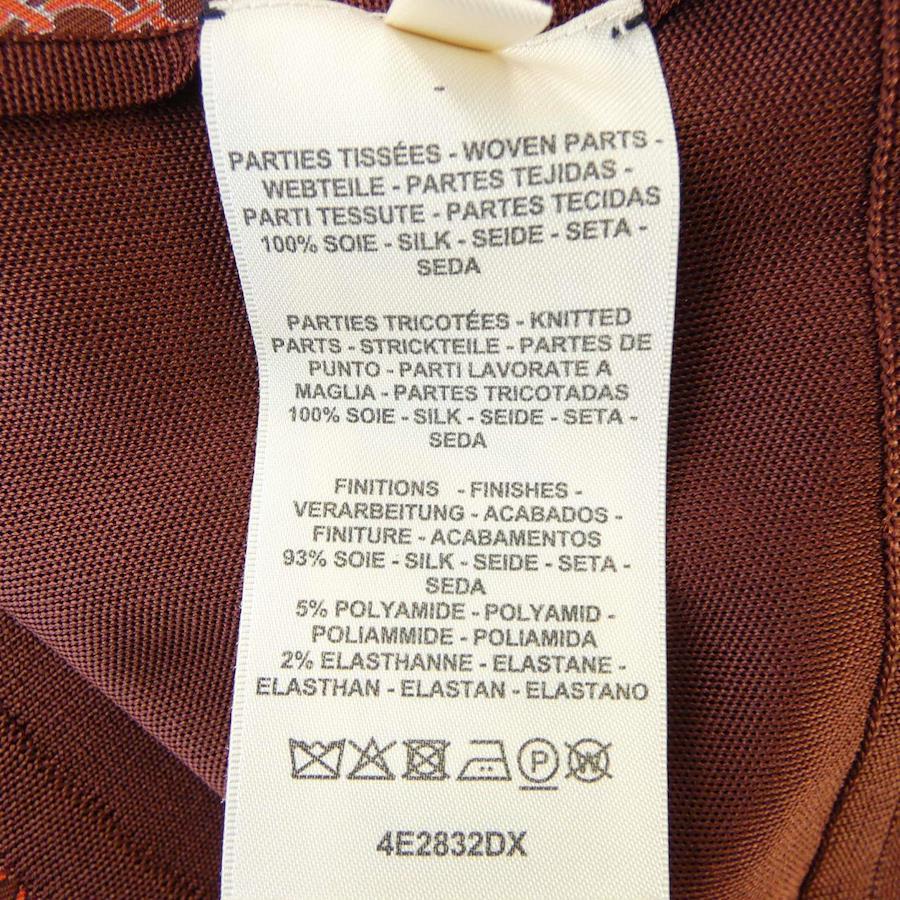 PARTIES TISSÉES - WOVEN PARTS -
WEBTEILE - PARTES TEJIDAS -
PARTI TESSUTE - PARTES TECIDAS
100% SOIE - SILK - SEIDE - SETA -
SEDA
PARTIES TRICOTÉES - KNITTED
PARTS - STRICKTEILE - PARTES DE
PUNTO - PARTI LAVORATE A
MAGLIA - PARTES TRICOTADAS
100% SOIE - SILK - SEIDE - SETA -
SEDA
FINITIONS - FINISHES -
VERARBEITUNG - ACABADOS -
FINITURE - ACABAMENTOS
93% SOIE - SILK - SEIDE - SETA -
SEDA
5% POLYAMIDE - POLYAMID -
POLIAMMIDE - POLIAMIDA
2% ELASTHANNE - ELASTANE -
ELASTHAN - ELASTAN - ELASTANO
P W
4E2832DX